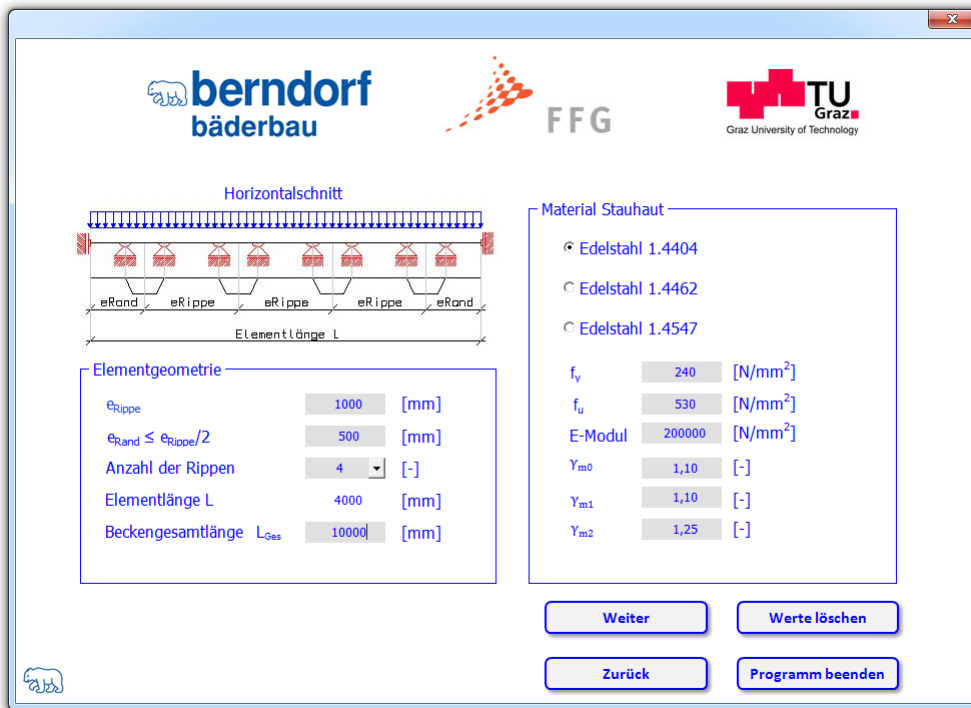 x
berndorf
bäderbau
FFG
TU
Graz
Graz University of Technology
Horizontalschnitt
eRand eRippe eRippe eRippe eRand
Elementlänge L
Elementgeometrie
eRippe 1000 [mm]
eRand ≤ eRippe/2 500 [mm]
Anzahl der Rippen 4 [-]
Elementlänge L 4000 [mm]
Beckengesamtlänge LGes 10000 [mm]
Material Stauhaut
Edelstahl 1.4404
Edelstahl 1.4462
Edelstahl 1.4547
fy 240 [N/mm²]
fu 530 [N/mm²]
E-Modul 200000 [N/mm²]
γm0 1,10 [-]
γm1 1,10 [-]
γm2 1,25 [-]
Weiter Werte löschen
Zurück Programm beenden